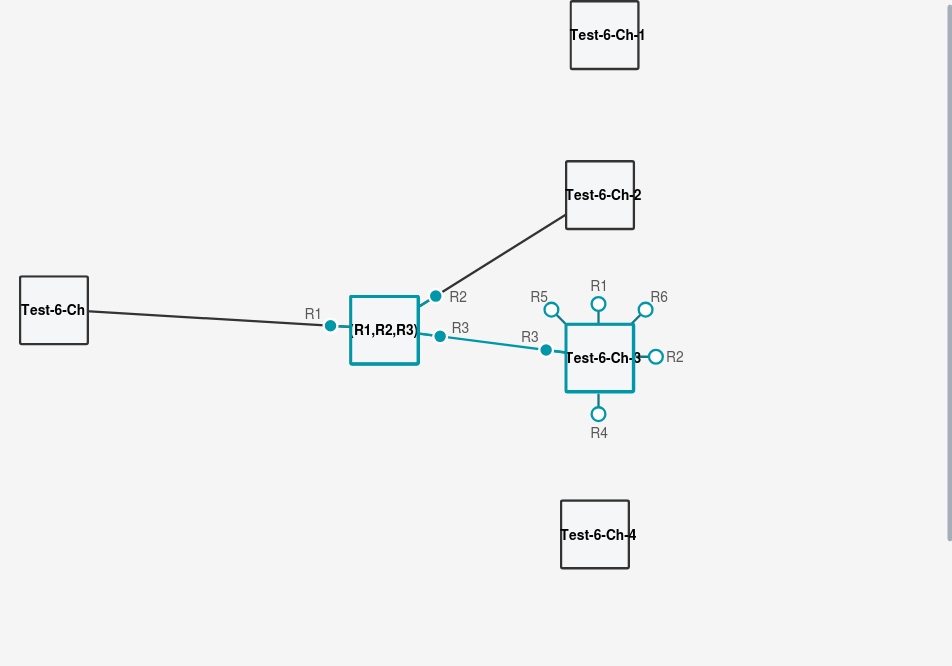 Test-6-Ch-1
Test-6-Ch-2
R1
R5
R6
R2
Test-6-Ch
R1
(R1,R2,R3)
R3
R3
Test-6-Ch-3
R2
R4
Test-6-Ch-4